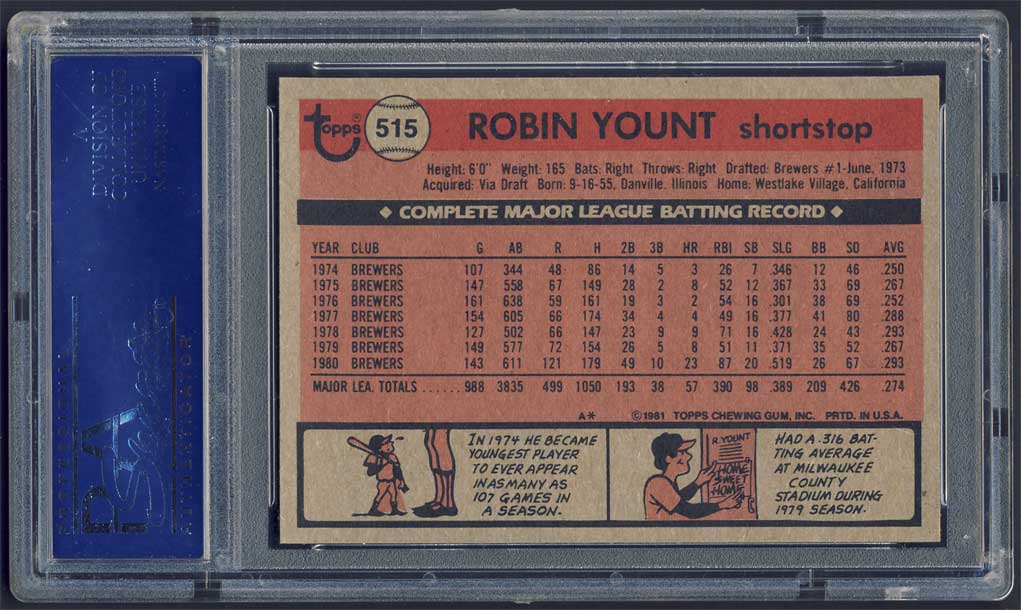 A
DIVISION OF
COLLECTORS
UNIVERSE
NASDAQ
PROFESSIONAL
PSA
AUTHENTICATOR
topps® 515 ROBIN YOUNT shortstop
Height: 6'0" Weight: 165 Bats: Right Throws: Right Drafted: Brewers #1-June, 1973
Acquired: Via Draft Born: 9-16-55, Danville, Illinois Home: Westlake Village, California
◆ COMPLETE MAJOR LEAGUE BATTING RECORD ◆
YEAR CLUB G AB R H 2B 3B HR RBI SB SLG BB SO AVG
1974 BREWERS 107 344 48 86 14 5 3 26 7 .346 12 46 .250
1975 BREWERS 147 558 67 149 28 2 8 52 12 .367 33 69 .267
1976 BREWERS 161 638 59 161 19 3 2 54 16 .301 38 69 .252
1977 BREWERS 154 605 66 174 34 4 4 49 16 .377 41 80 .288
1978 BREWERS 127 502 66 147 23 9 9 71 16 .428 24 43 .293
1979 BREWERS 149 577 72 154 26 5 8 51 11 .371 35 52 .267
1980 BREWERS 143 611 121 179 49 10 23 87 20 .519 26 67 .293
MAJOR LEA. TOTALS ...... 988 3835 499 1050 193 38 57 390 98 .389 209 426 .274
A* ©1981 TOPPS CHEWING GUM, INC. PRTD. IN U.S.A.
IN 1974 HE BECAME
YOUNGEST PLAYER
TO EVER APPEAR
IN AS MANY AS
107 GAMES IN
A SEASON.
R. YOUNT
HOME
SWEET
HOME
HAD A .316 BAT-
TING AVERAGE
AT MILWAUKEE
COUNTY
STADIUM DURING
1979 SEASON.